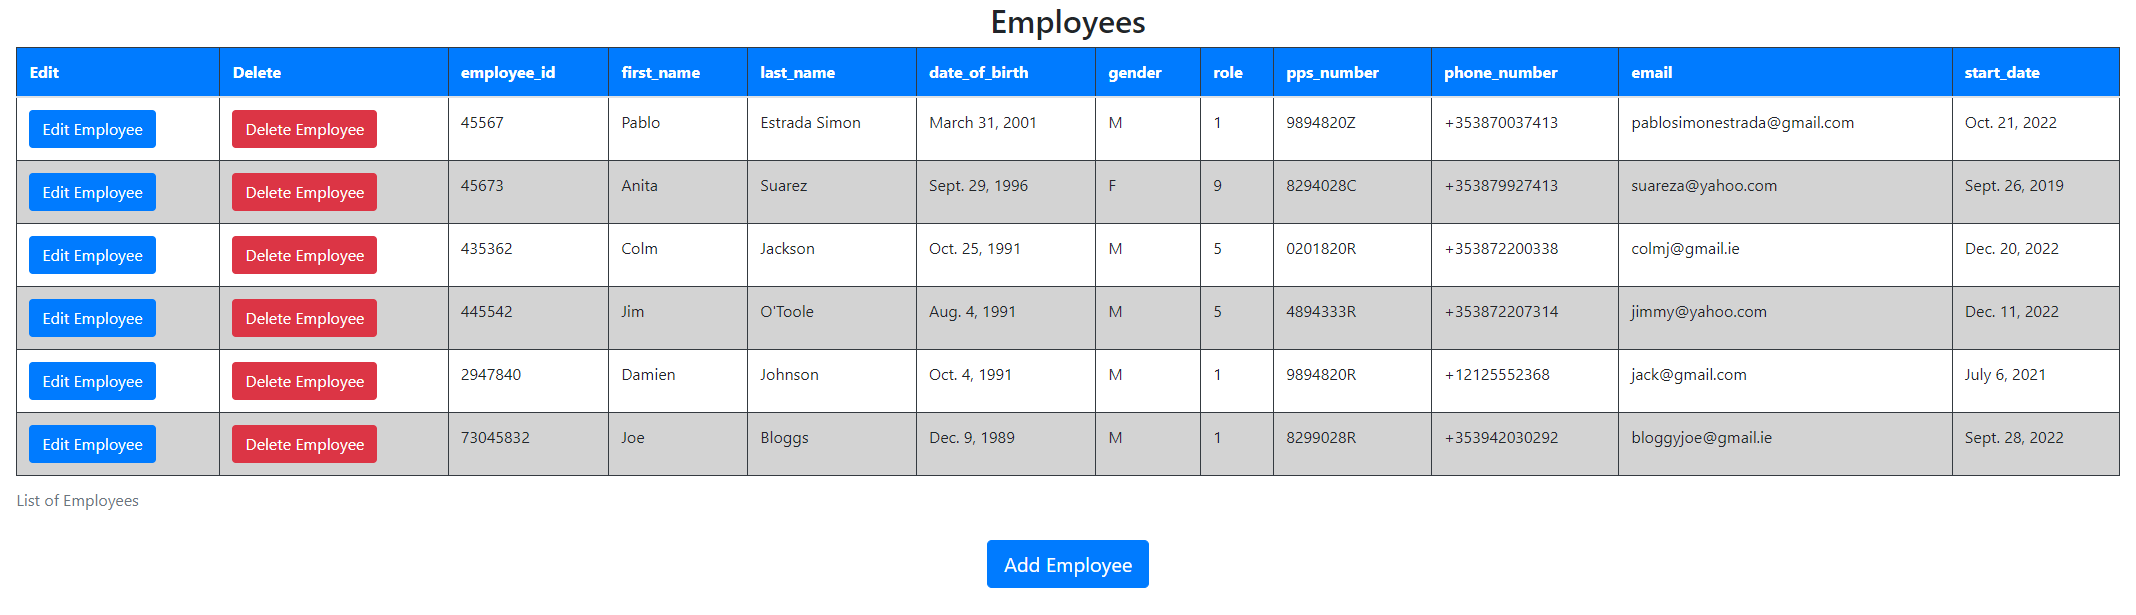 Employees
Edit Delete employee_id first_name last_name date_of_birth gender role pps_number phone_number email start_date
Edit Employee Delete Employee 45567 Pablo Estrada Simon March 31, 2001 M 1 9894820Z +353870037413 pablosimonestrada@gmail.com Oct. 21, 2022
Edit Employee Delete Employee 45673 Anita Suarez Sept. 29, 1996 F 9 8294028C +353879927413 suareza@yahoo.com Sept. 26, 2019
Edit Employee Delete Employee 435362 Colm Jackson Oct. 25, 1991 M 5 0201820R +353872200338 colmj@gmail.ie Dec. 20, 2022
Edit Employee Delete Employee 445542 Jim O'Toole Aug. 4, 1991 M 5 4894333R +353872207314 jimmy@yahoo.com Dec. 11, 2022
Edit Employee Delete Employee 2947840 Damien Johnson Oct. 4, 1991 M 1 9894820R +12125552368 jack@gmail.com July 6, 2021
Edit Employee Delete Employee 73045832 Joe Bloggs Dec. 9, 1989 M 1 8299028R +353942030292 bloggyjoe@gmail.ie Sept. 28, 2022
List of Employees
Add Employee